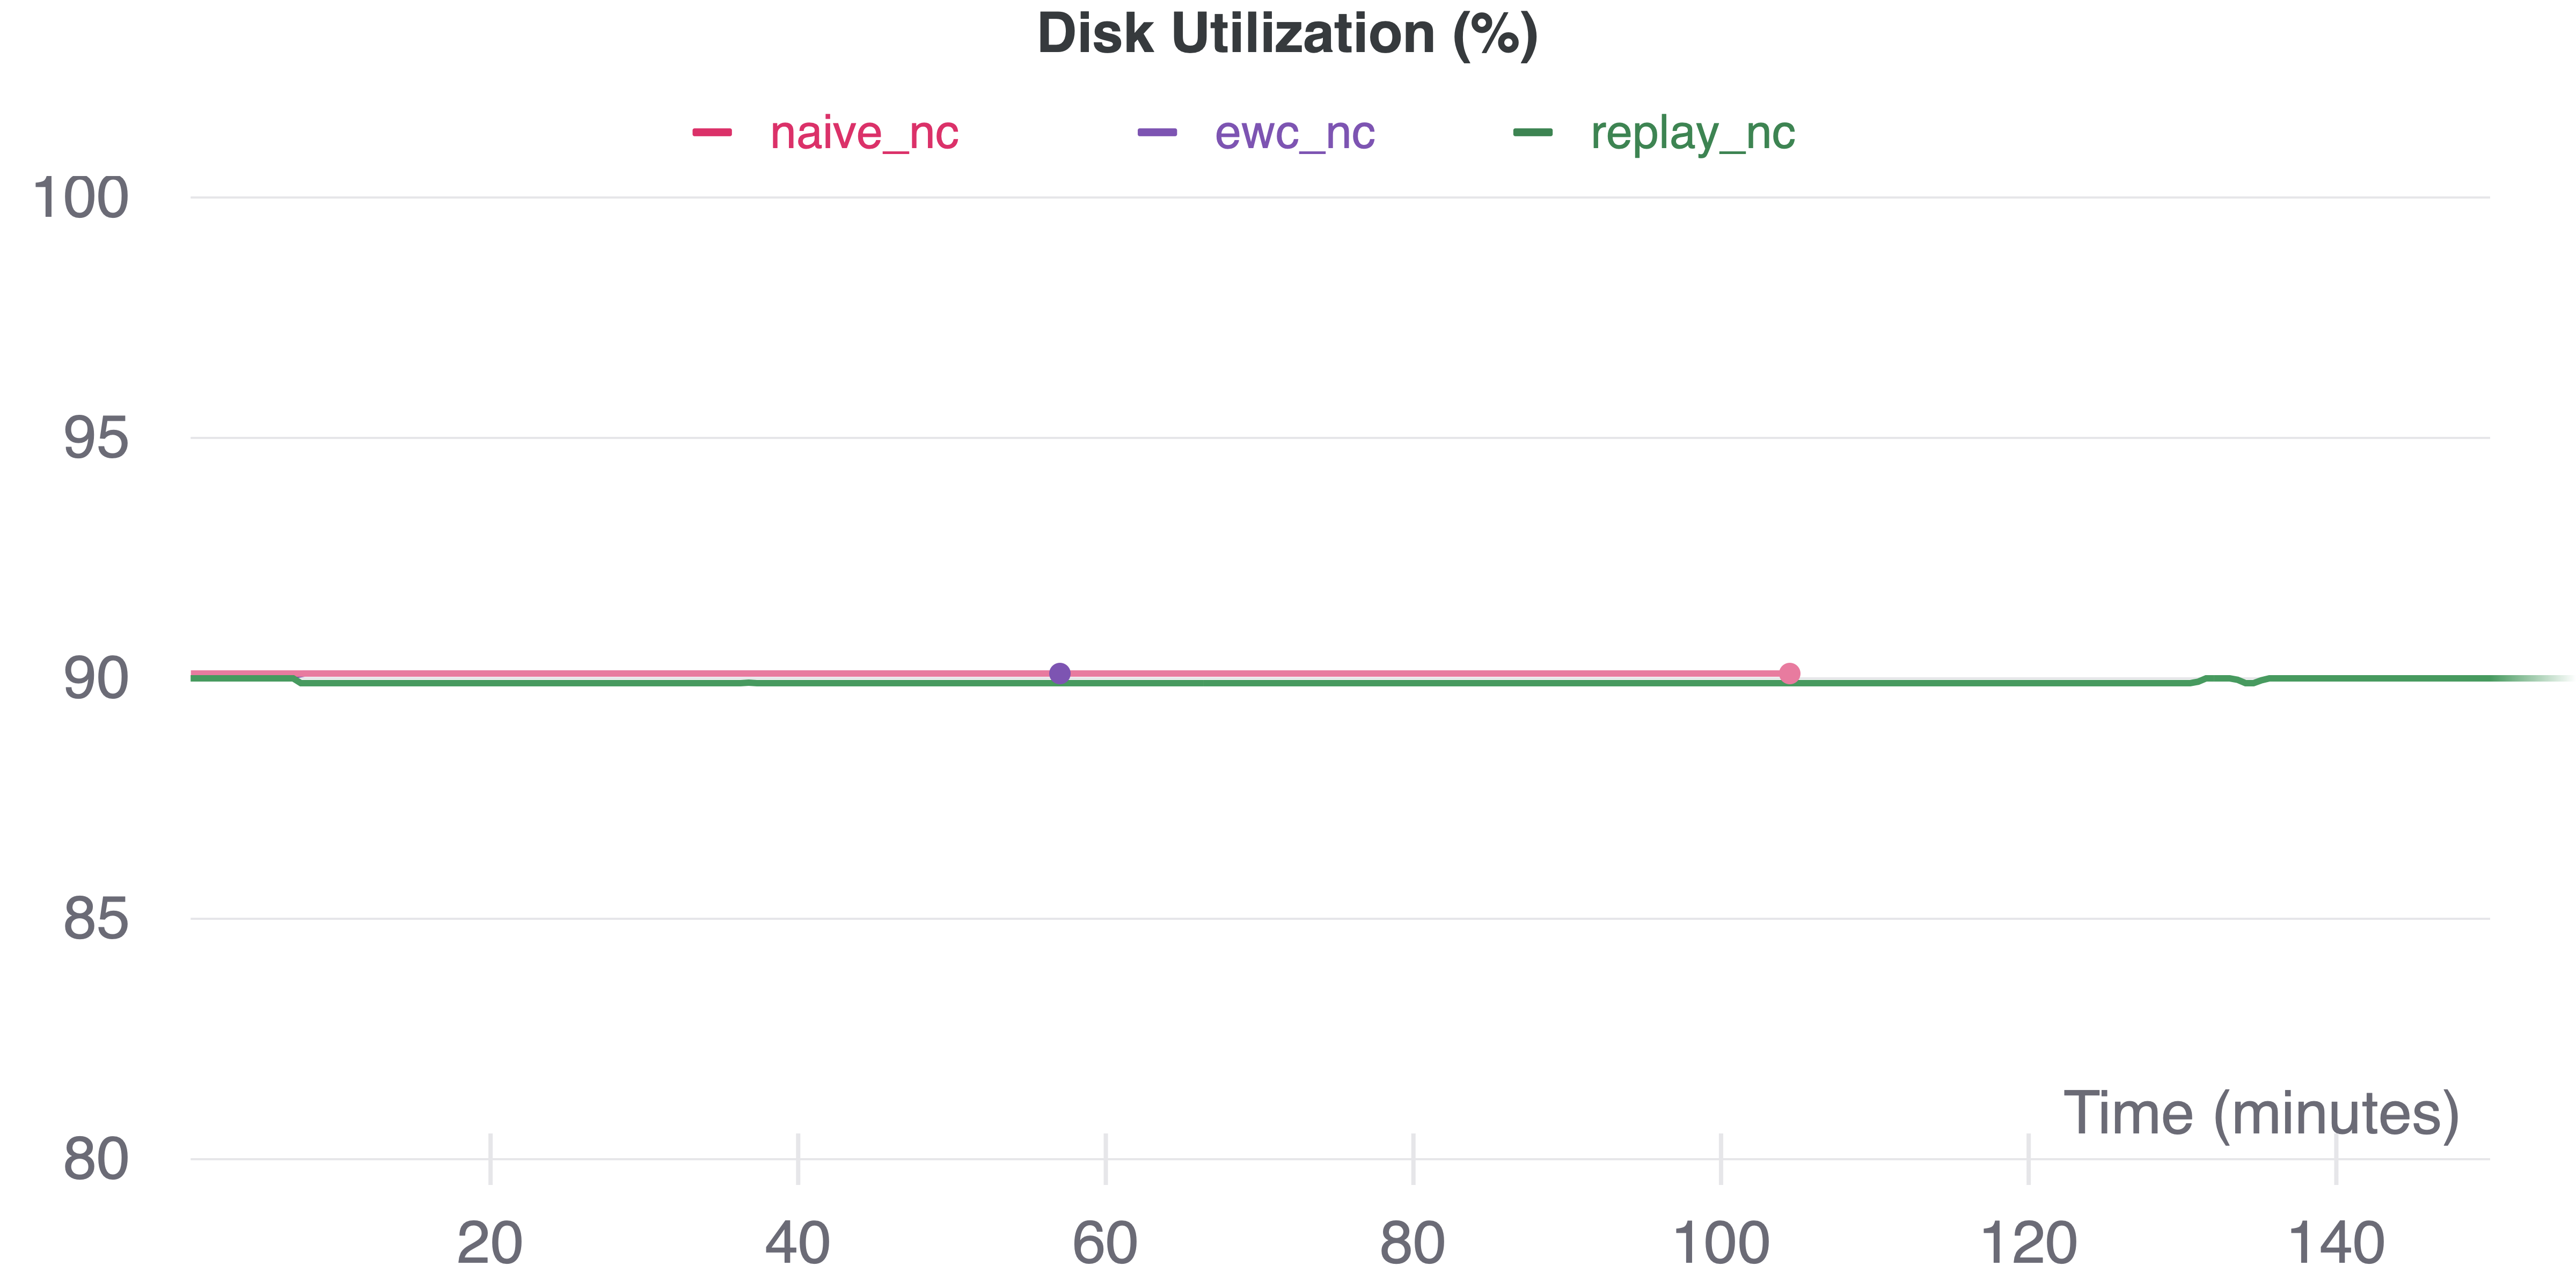 Disk Utilization (%)
naive_nc ewc_nc replay_nc
100
95
90
85
80
Time (minutes)
20 40 60 80 100 120 140